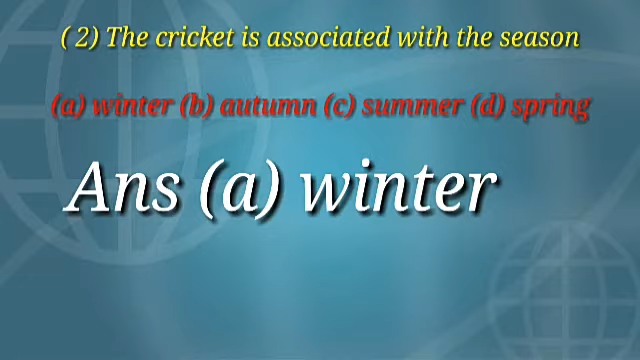 ( 2) The cricket is associated with the season
(a) winter (b) autumn (c) summer (d) spring
Ans (a) winter